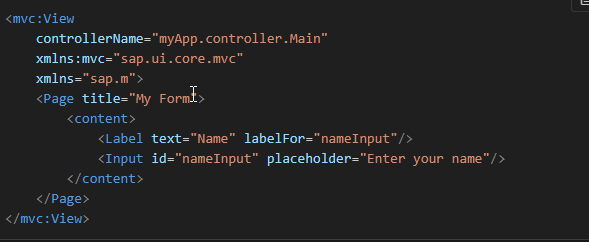 <mvc:View
controllerName="myApp.controller.Main"
xmlns:mvc="sap.ui.core.mvc"
xmlns="sap.m">
<Page title="My Form">
<content>
<Label text="Name" labelFor="nameInput"/>
<Input id="nameInput" placeholder="Enter your name"/>
</content>
</Page>
</mvc:View>